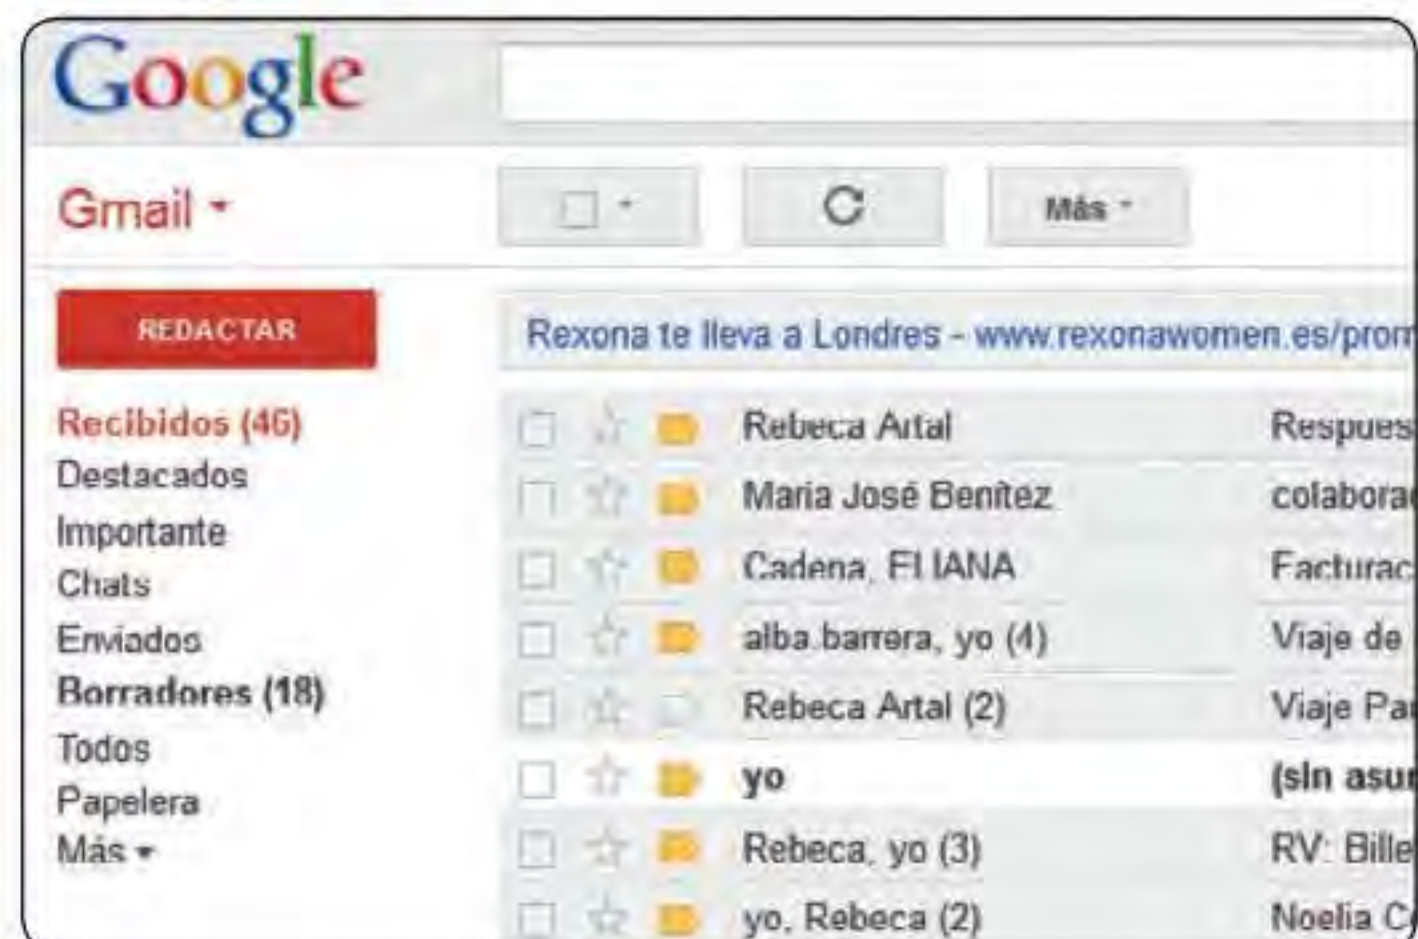 Google
Gmail
Más
REDACTAR
Rexona te lleva a Londres - www.rexonawomen.es/prom
Recibidos (46)
Destacados
Importante
Chats
Enviados
Borradores (18)
Todos
Papelera
Más
Rebeca Artal Respues
Maria José Benítez colabora
Cadena, ELIANA Facturac
alba.barrera, yo (4) Viaje de
Rebeca Artal (2) Viaje Par
yo (sin asun
Rebeca, yo (3) RV: Bille
yo, Rebeca (2) Noelia C